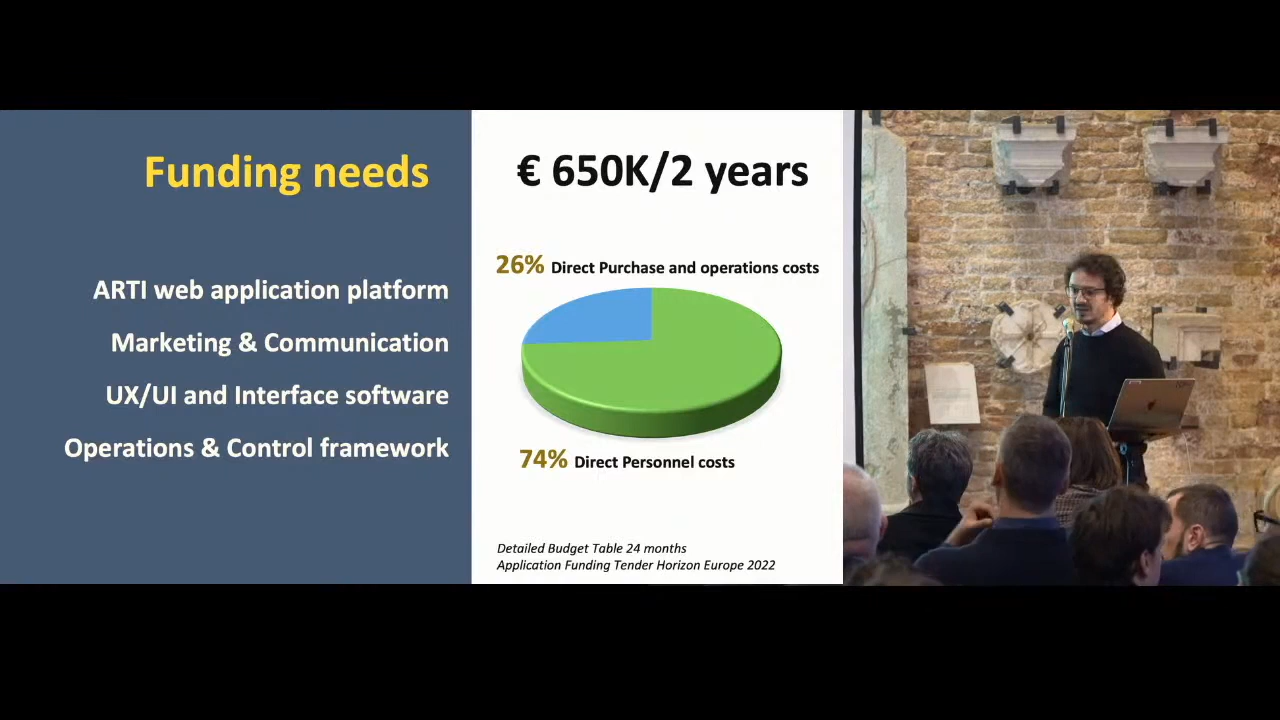 Funding needs
ARTI web application platform
Marketing & Communication
UX/UI and Interface software
Operations & Control framework
€ 650K/2 years
26% Direct Purchase and operations costs
74% Direct Personnel costs
Detailed Budget Table 24 months
Application Funding Tender Horizon Europe 2022